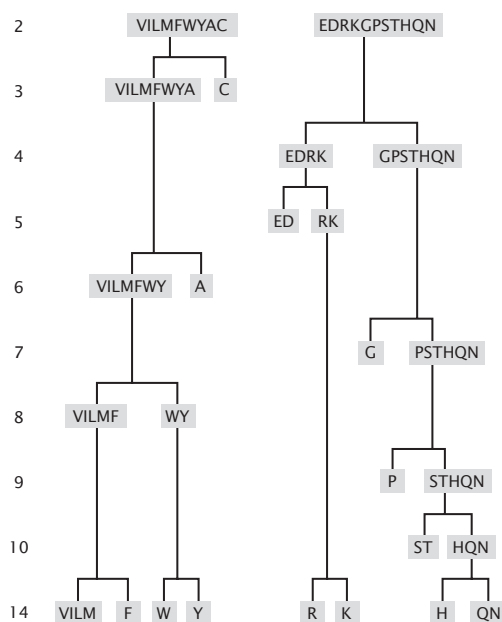 2 VILMFWYAC EDRKGPSTHQN
3 VILMFWYA C
4 EDRK GPSTHQN
5 ED RK
6 VILMFWY A
7 G PSTHQN
8 VILMF WY
9 P STHQN
10 ST HQN
14 VILM F W Y R K H QN